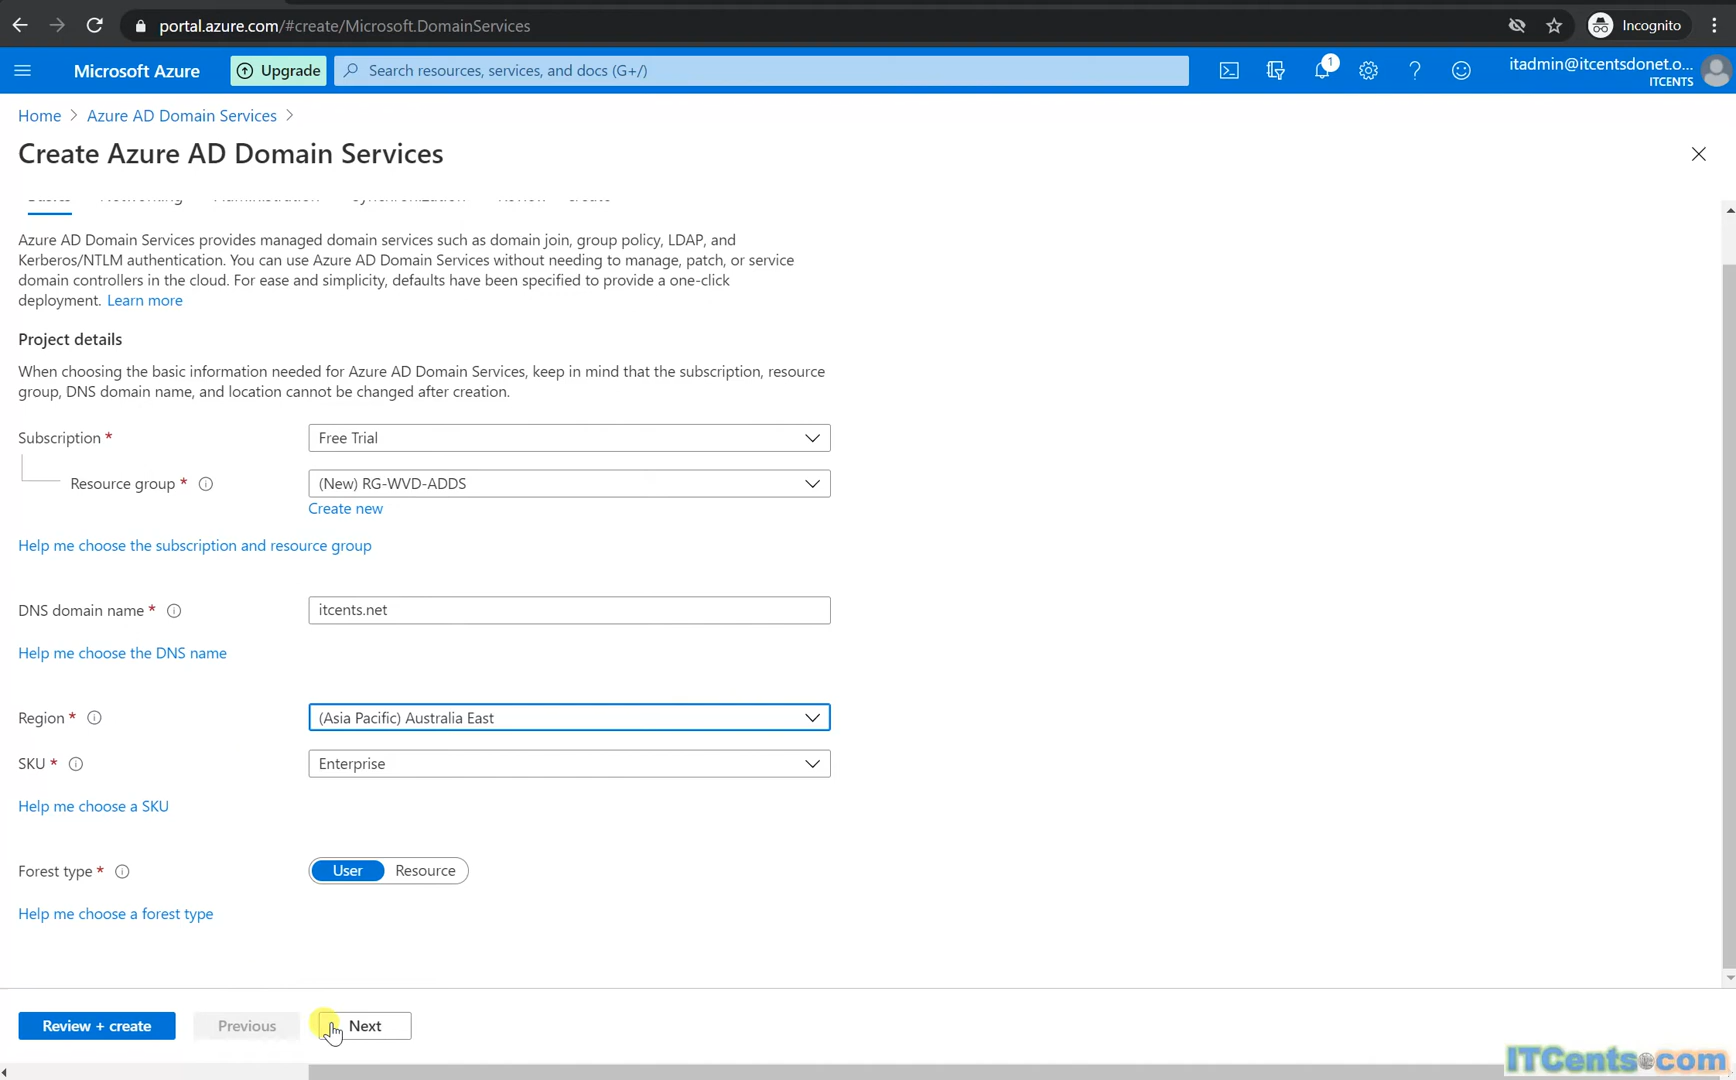 portal.azure.com/#create/Microsoft.DomainServices
Incognito
Microsoft Azure
Upgrade
Search resources, services, and docs (G+/)
1
itadmin@itcentsdonet.o...
ITCENTS
Home > Azure AD Domain Services >
Create Azure AD Domain Services
Basics Networking Administration Synchronization Review + create
Azure AD Domain Services provides managed domain services such as domain join, group policy, LDAP, and
Kerberos/NTLM authentication. You can use Azure AD Domain Services without needing to manage, patch, or service
domain controllers in the cloud. For ease and simplicity, defaults have been specified to provide a one-click
deployment. Learn more
Project details
When choosing the basic information needed for Azure AD Domain Services, keep in mind that the subscription, resource
group, DNS domain name, and location cannot be changed after creation.
Subscription *
Free Trial
Resource group *
(New) RG-WVD-ADDS
Create new
Help me choose the subscription and resource group
DNS domain name *
itcents.net
Help me choose the DNS name
Region *
(Asia Pacific) Australia East
SKU *
Enterprise
Help me choose a SKU
Forest type *
User Resource
Help me choose a forest type
Review + create
Previous
Next
ITCents.com